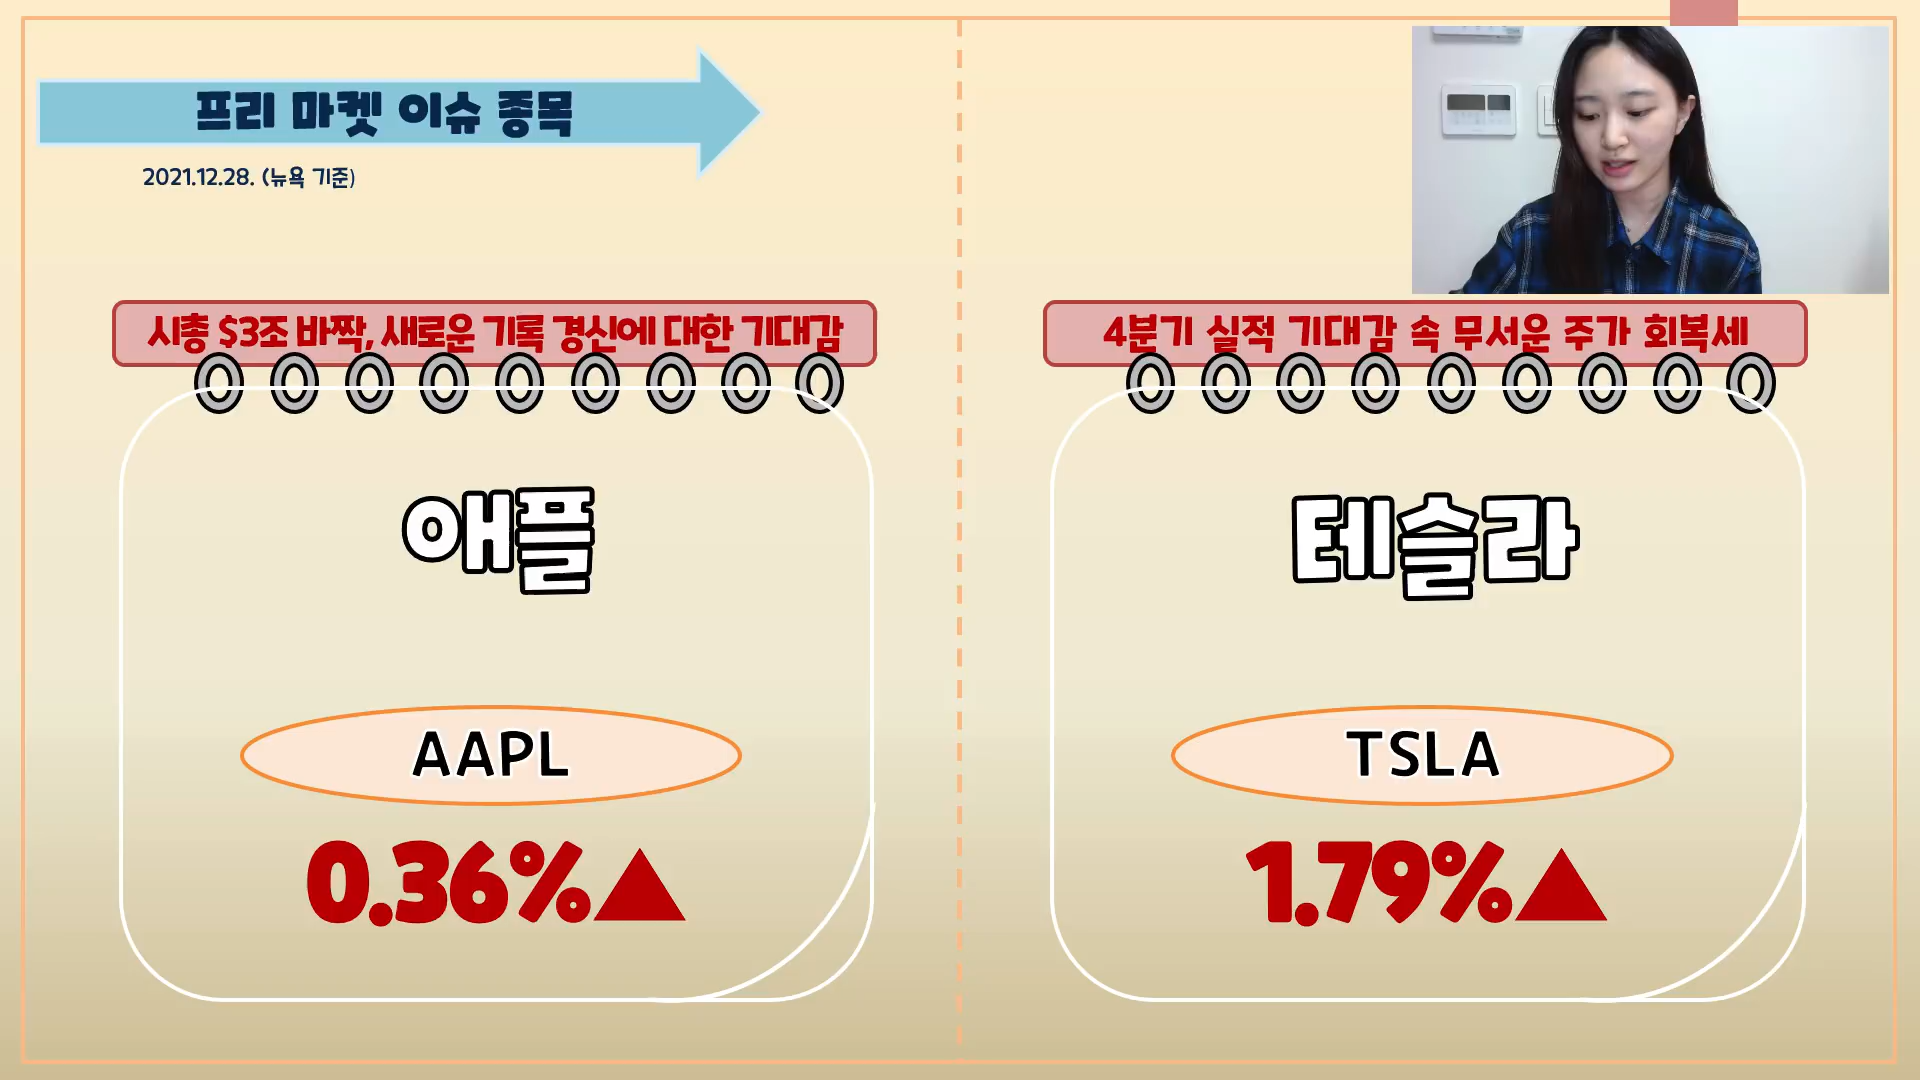 프리 마켓 이슈 종목
2021.12.28. (뉴욕 기준)
시총 $3조 바짝, 새로운 기록 경신에 대한 기대감
애플
AAPL
0.36%▲
4분기 실적 기대감 속 무서운 주가 회복세
테슬라
TSLA
1.79%▲